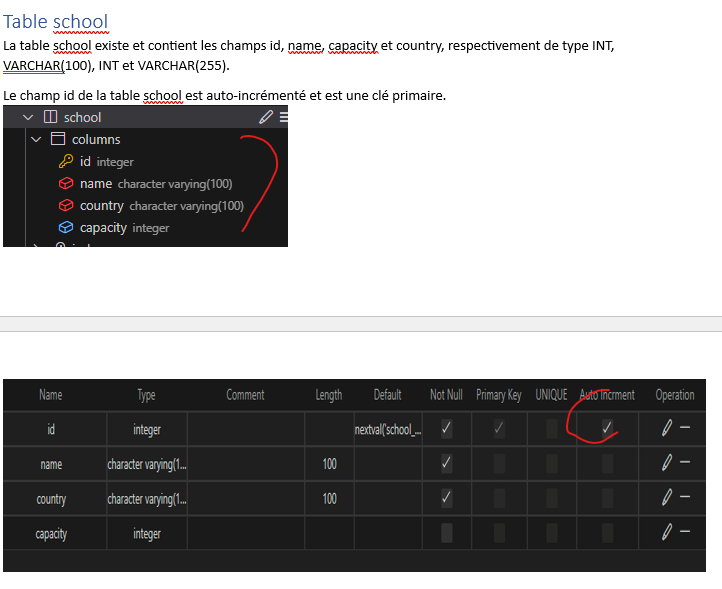 Table school
La table school existe et contient les champs id, name, capacity et country, respectivement de type INT,
VARCHAR(100), INT et VARCHAR(255).
Le champ id de la table school est auto-incrémenté et est une clé primaire.
school
columns
id integer
name character varying(100)
country character varying(100)
capacity integer
Name Type Comment Length Default Not Null Primary Key UNIQUE Auto Incrment Operation
id integer nextval('school_...
name character varying(1... 100
country character varying(1... 100
capacity integer